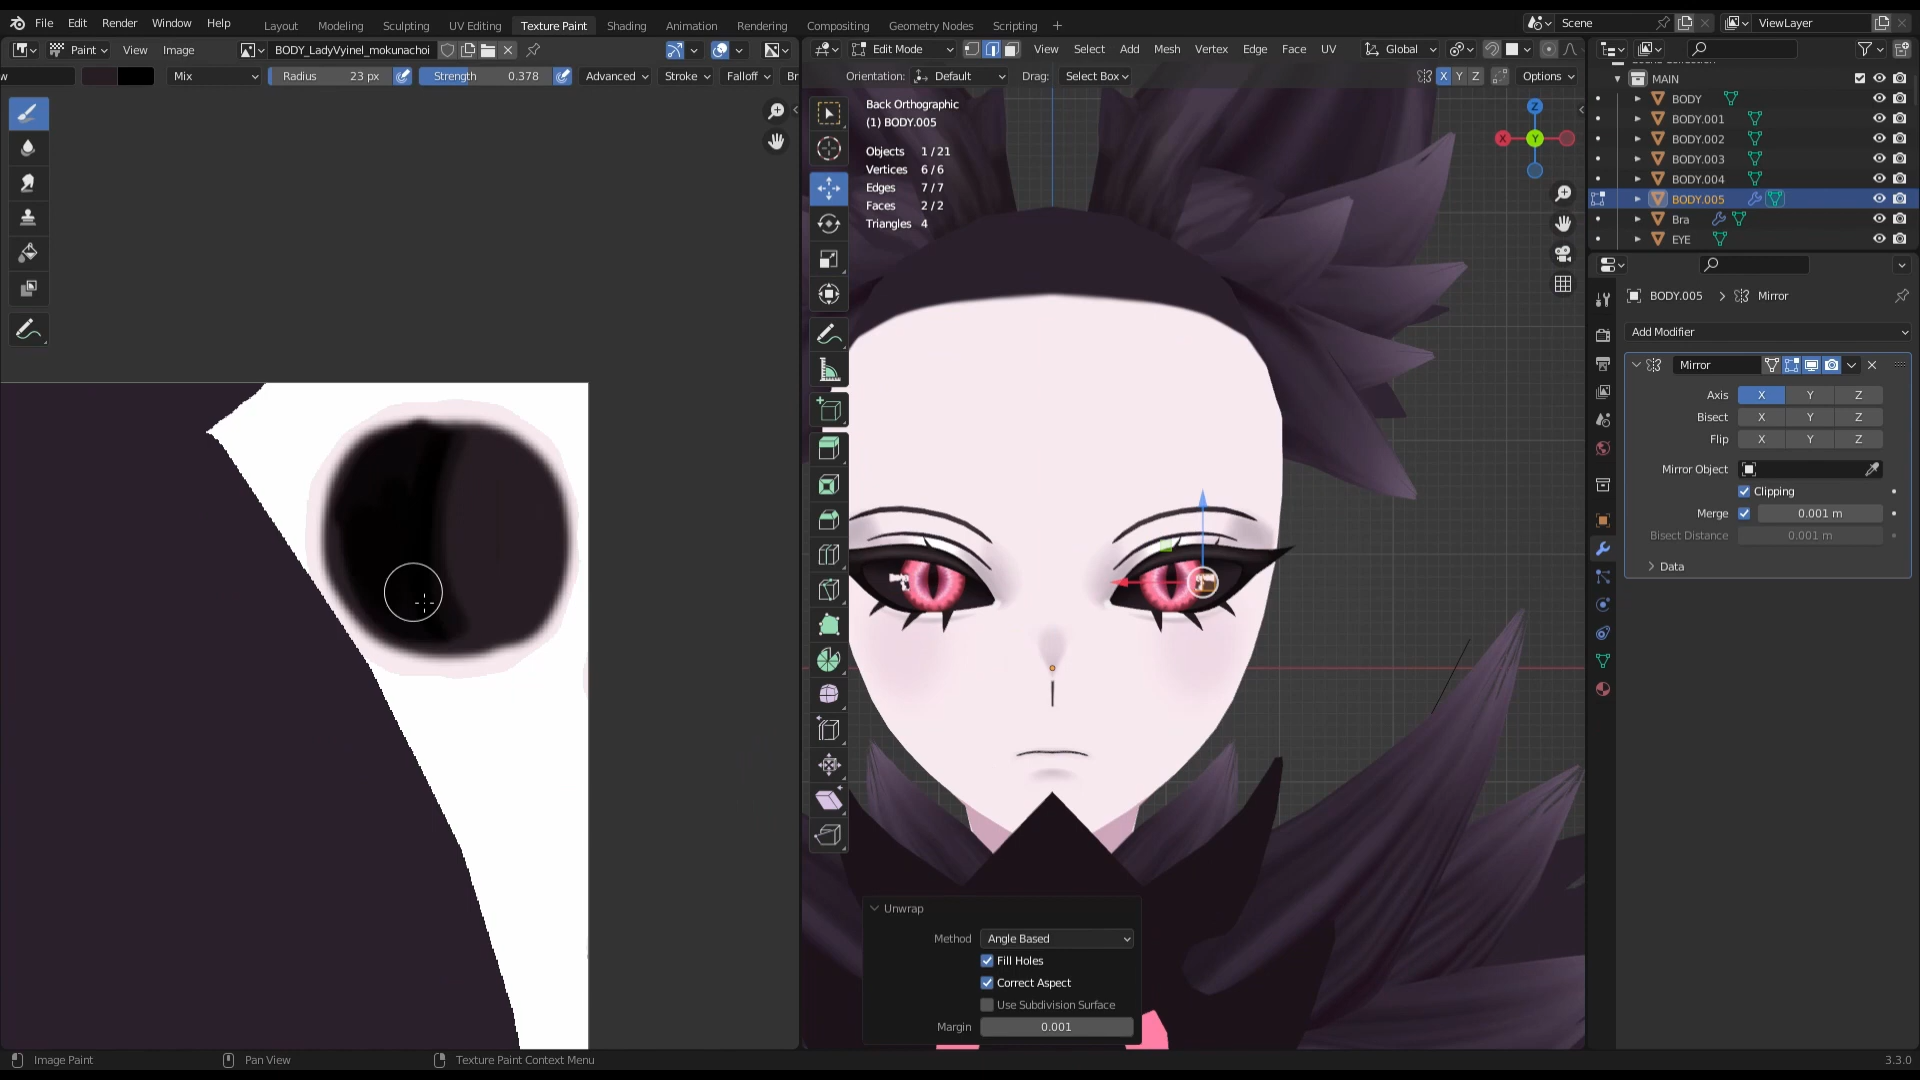 File Edit Render Window Help Layout Modeling Sculpting UV Editing Texture Paint Shading Animation Rendering Compositing Geometry Nodes Scripting Scene ViewLayer
Paint View Image BODY_LadyVyinel_mokunachoi
Edit Mode View Select Add Mesh Vertex Edge Face UV Global
w Mix Radius 23 px Strength 0.378 Advanced Stroke Falloff Br
Orientation: Default Drag: Select Box X Y Z Options
Back Orthographic
(1) BODY.005
Objects 1 / 21
Vertices 6 / 6
Edges 7 / 7
Faces 2 / 2
Triangles 4
Z
X
Y
MAIN
BODY
BODY.001
BODY.002
BODY.003
BODY.004
BODY.005
Bra
EYE
BODY.005 Mirror
Add Modifier
Mirror
Axis X Y Z
Bisect X Y Z
Flip X Y Z
Mirror Object
Clipping
Merge 0.001 m
Bisect Distance 0.001 m
Data
Unwrap
Method Angle Based
Fill Holes
Correct Aspect
Use Subdivision Surface
Margin 0.001
Image Paint Pan View Texture Paint Context Menu 3.3.0